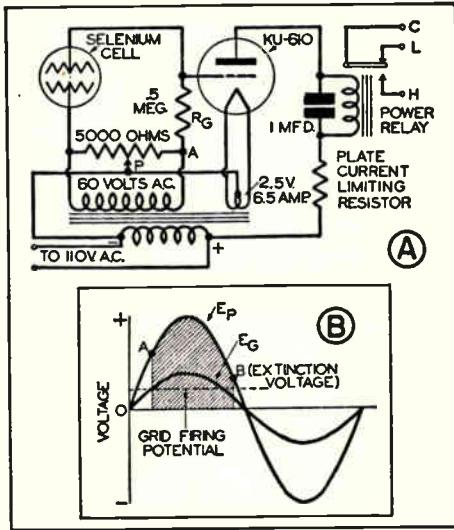 SELENIUM
CELL
KU-610
C
L
H
POWER
RELAY
.5
MEG.
RG
1 MFD.
5000 OHMS
A
P
60 VOLTS A.C.
2.5 V.
6.5 AMP.
PLATE
CURRENT
LIMITING
RESISTOR
-
+
TO 110V. A.C.
A
B
+
EP
A
EG
B (EXTINCTION
VOLTAGE)
VOLTAGE
O
GRID FIRING
POTENTIAL
-